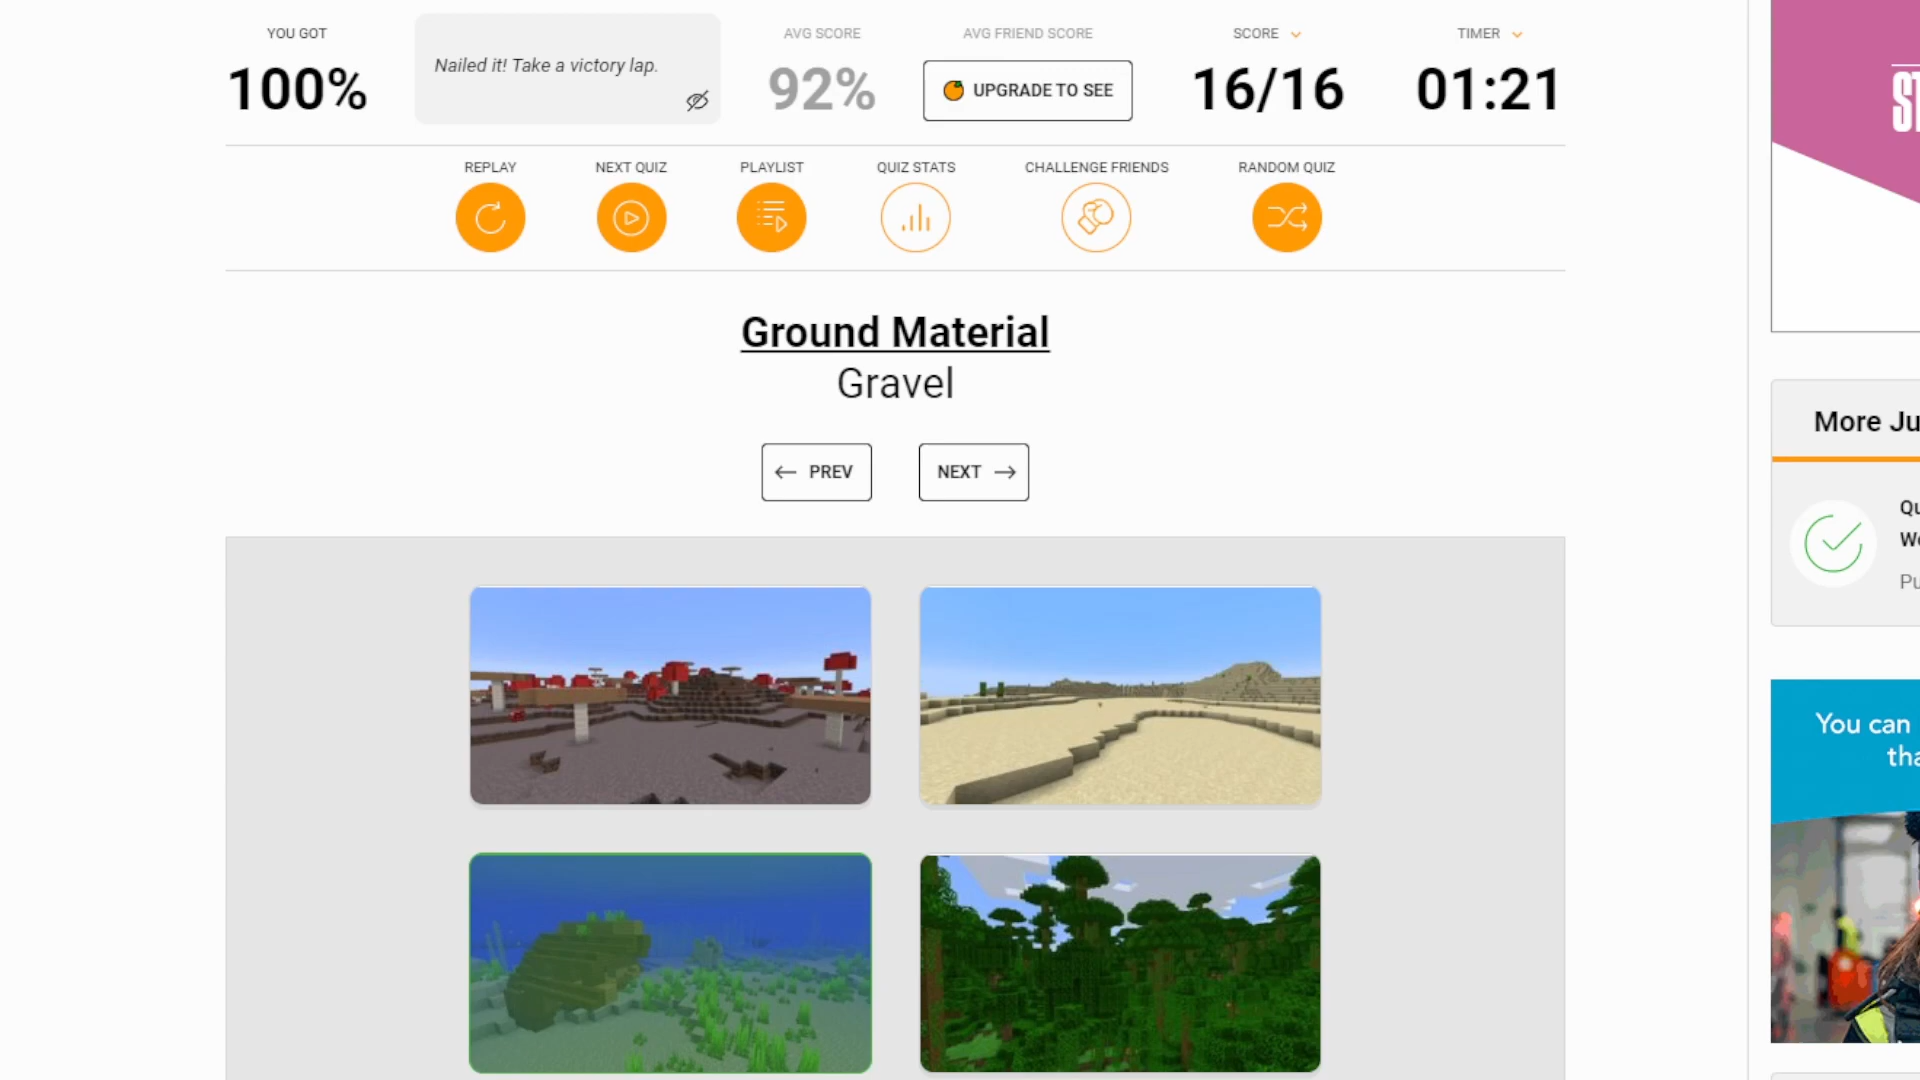 YOU GOT
100%
Nailed it! Take a victory lap.
AVG SCORE
92%
AVG FRIEND SCORE
UPGRADE TO SEE
SCORE
16/16
TIMER
01:21
REPLAY
NEXT QUIZ
PLAYLIST
QUIZ STATS
CHALLENGE FRIENDS
RANDOM QUIZ
Ground Material
Gravel
PREV
NEXT
More
You can